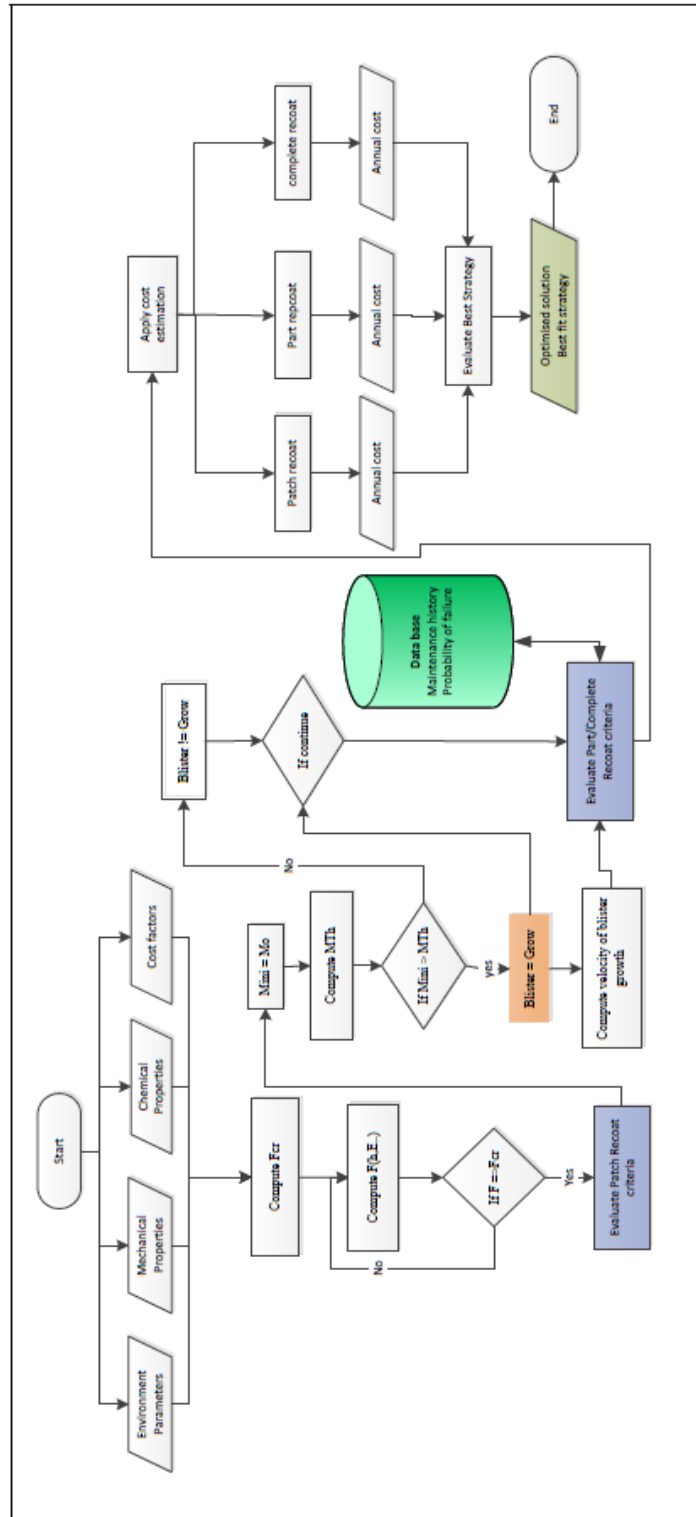 Start
Environment
Parameters
Mechanical
Properties
Chemical
Properties
Cost factors
Compute Fcr
Compute F(h,E..)
If F =>Fcr
No
Yes
Evaluate Patch Recoat
criteria
Mini = Mo
Compute MTh
If Mini > MTh
No
yes
Blister = Grow
Compute velocity of blister
growth
Blister != Grow
If continue
Data base
Maintenance history
Probability of failure
Evaluate Part/Complete
Recoat criteria
Apply cost
estimation
Patch recoat
Part repcoat
complete recoat
Annual cost
Annual cost
Annual cost
Evaluate Best Strategy
Optimised solution
Best fit strategy
End